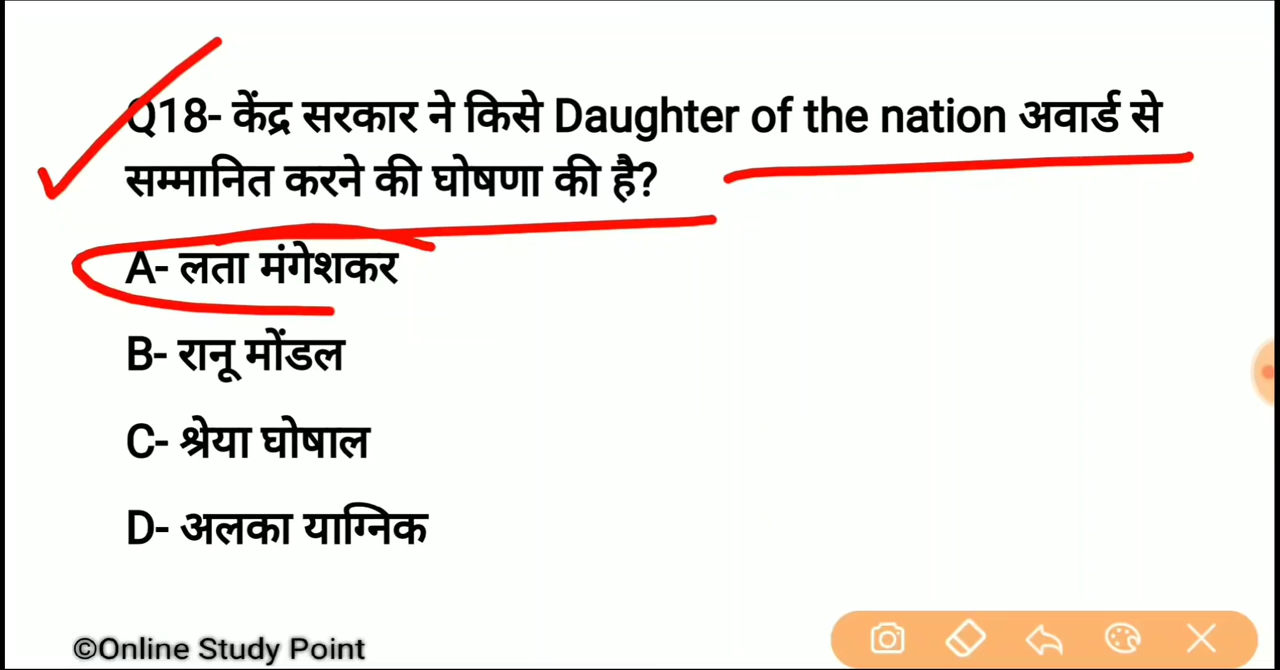 Q18- केंद्र सरकार ने किसे Daughter of the nation अवार्ड से
सम्मानित करने की घोषणा की है?
A- लता मंगेशकर
B- रानू मोंडल
C- श्रेया घोषाल
D- अलका याग्निक
©Online Study Point